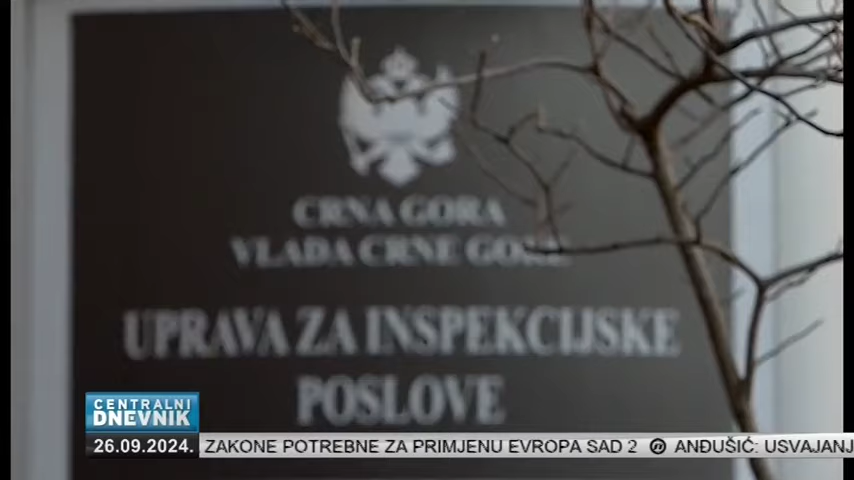 CRNA GORA
VLADA CRNE GORE
UPRAVA ZA INSPEKCIJSKE
POSLOVE
CENTRALNI
DNEVNIK
26.09.2024. ZAKONE POTREBNE ZA PRIMJENU EVROPA SAD 2 ANĐUŠIĆ: USVAJANJ